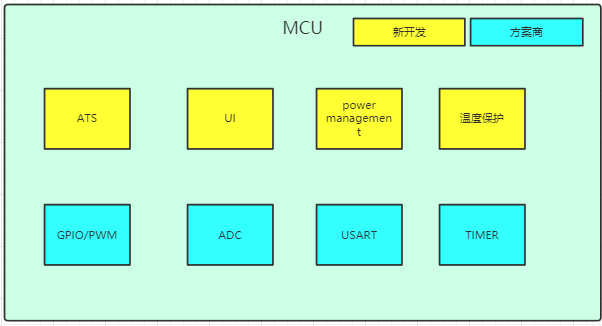 MCU
新开发
方案商
ATS
UI
power
managemen
t
温度保护
GPIO/PWM
ADC
USART
TIMER